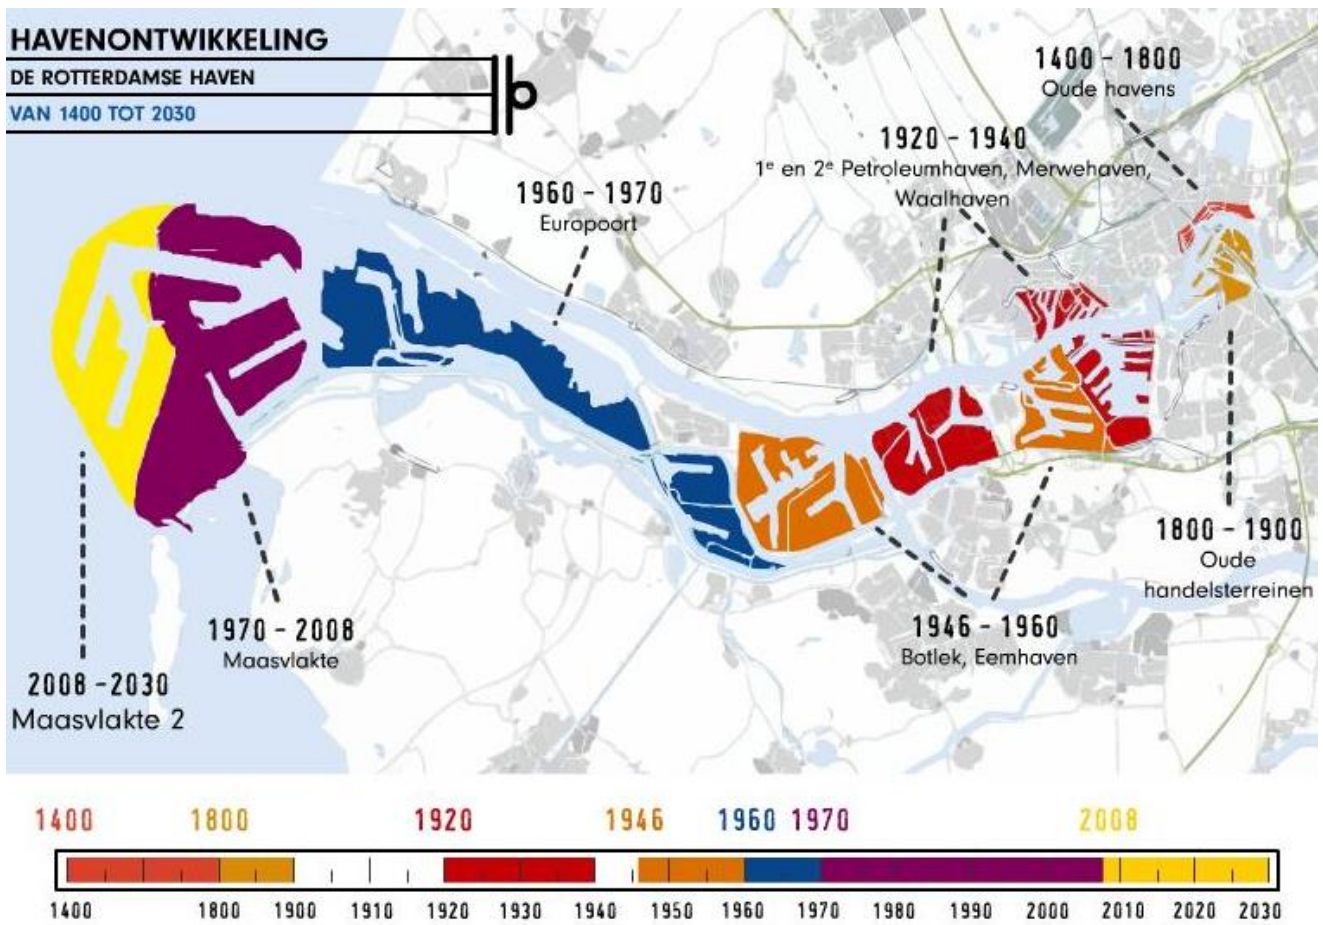 HAVENONTWIKKELING
DE ROTTERDAMSE HAVEN
VAN 1400 TOT 2030
1400 - 1800
Oude havens
1920 - 1940
1e en 2e Petroleumhaven, Merwehaven,
Waalhaven
1960 - 1970
Europoort
1800 - 1900
Oude
handelsterreinen
1970 - 2008
Maasvlakte
1946 - 1960
Botlek, Eemhaven
2008 - 2030
Maasvlakte 2
1400 1800 1920 1946 1960 1970 2008
1400 1800 1900 1910 1920 1930 1940 1950 1960 1970 1980 1990 2000 2010 2020 2030